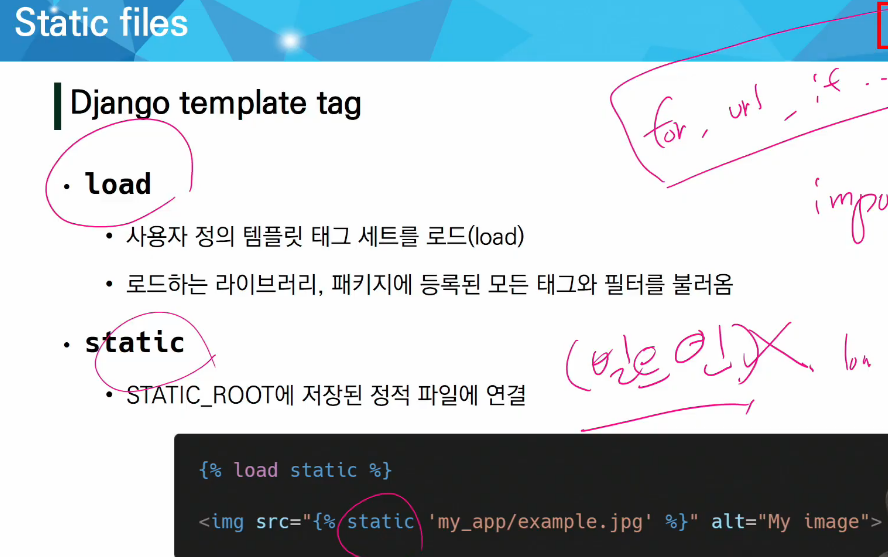 Static files
Django template tag
for, url, if ..
• load
impo
• 사용자 정의 템플릿 태그 세트를 로드(load)
• 로드하는 라이브러리, 패키지에 등록된 모든 태그와 필터를 불러옴
• static
(빌트인)
• STATIC_ROOT에 저장된 정적 파일에 연결
{% load static %}
<img src="{% static 'my_app/example.jpg' %}" alt="My image">